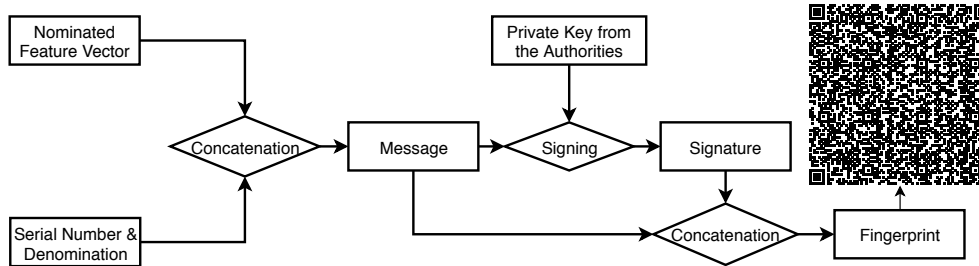 Nominated
Feature Vector
Private Key from
the Authorities
Concatenation
Message
Signing
Signature
Serial Number &
Denomination
Concatenation
Fingerprint